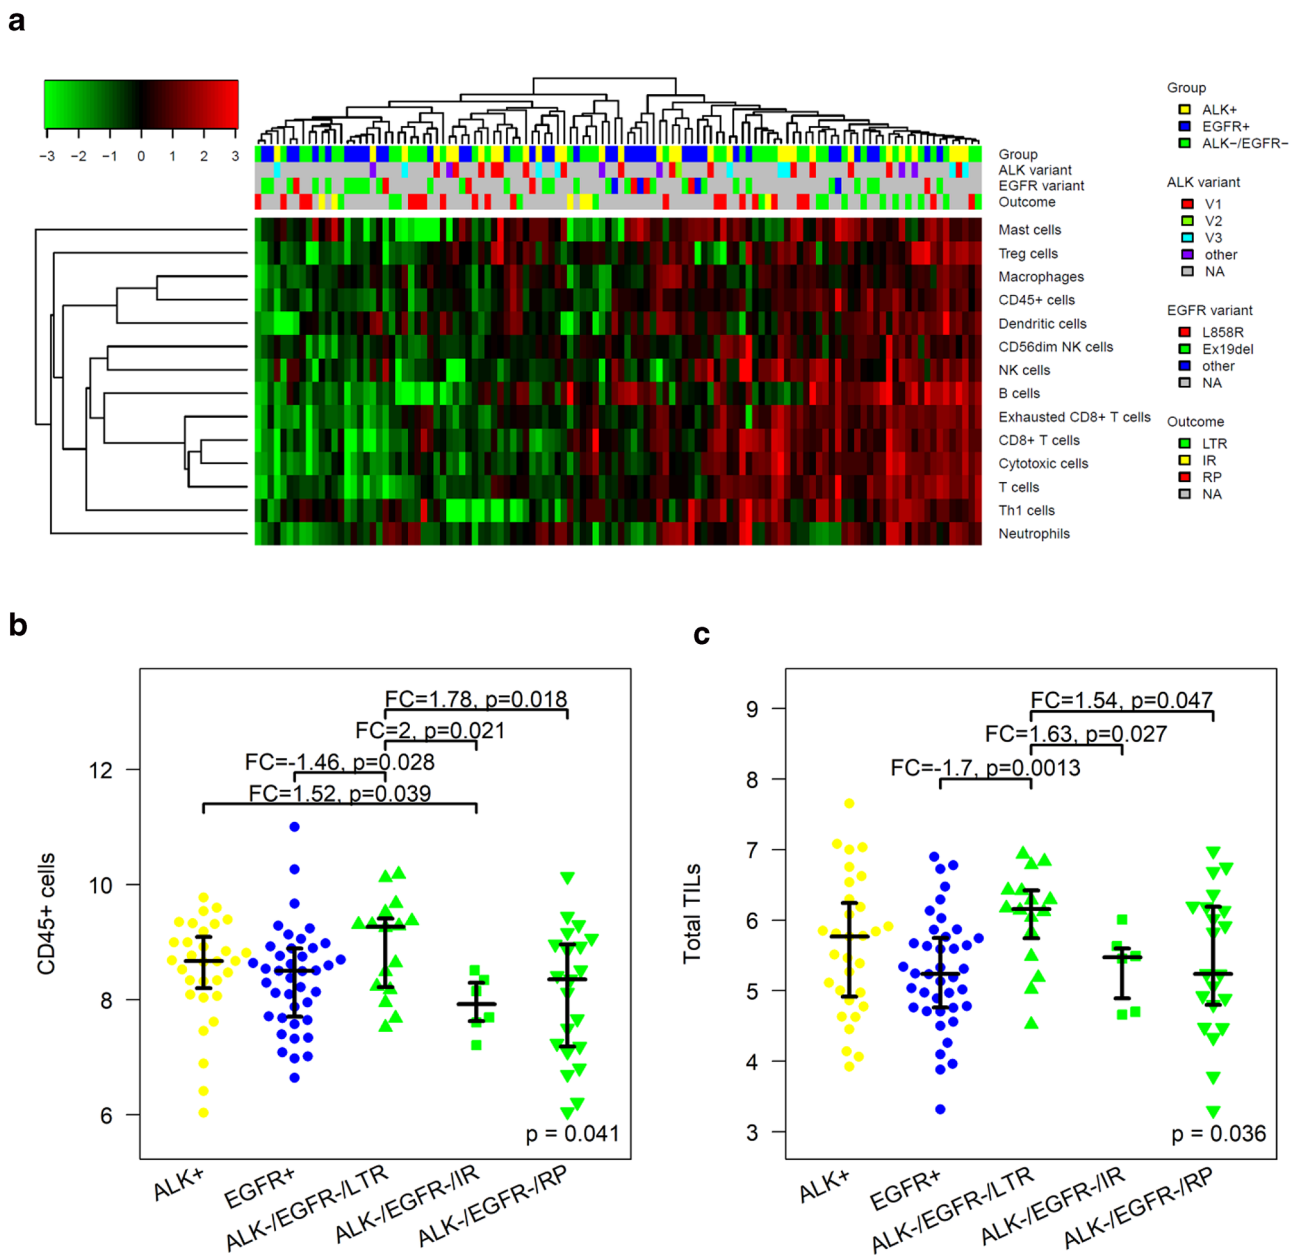 a
−3 −2 −1 0 1 2 3
Group
ALK variant
EGFR variant
Outcome
Mast cells
Treg cells
Macrophages
CD45+ cells
Dendritic cells
CD56dim NK cells
NK cells
B cells
Exhausted CD8+ T cells
CD8+ T cells
Cytotoxic cells
T cells
Th1 cells
Neutrophils
Group
ALK+
EGFR+
ALK−/EGFR−
ALK variant
V1
V2
V3
other
NA
EGFR variant
L858R
Ex19del
other
NA
Outcome
LTR
IR
RP
NA
b
CD45+ cells
12
10
8
6
FC=1.78, p=0.018
FC=2, p=0.021
FC=-1.46, p=0.028
FC=1.52, p=0.039
p = 0.041
ALK+
EGFR+
ALK-/EGFR-/LTR
ALK-/EGFR-/IR
ALK-/EGFR-/RP
c
Total TILs
9
8
7
6
5
4
3
FC=1.54, p=0.047
FC=1.63, p=0.027
FC=-1.7, p=0.0013
p = 0.036
ALK+
EGFR+
ALK-/EGFR-/LTR
ALK-/EGFR-/IR
ALK-/EGFR-/RP